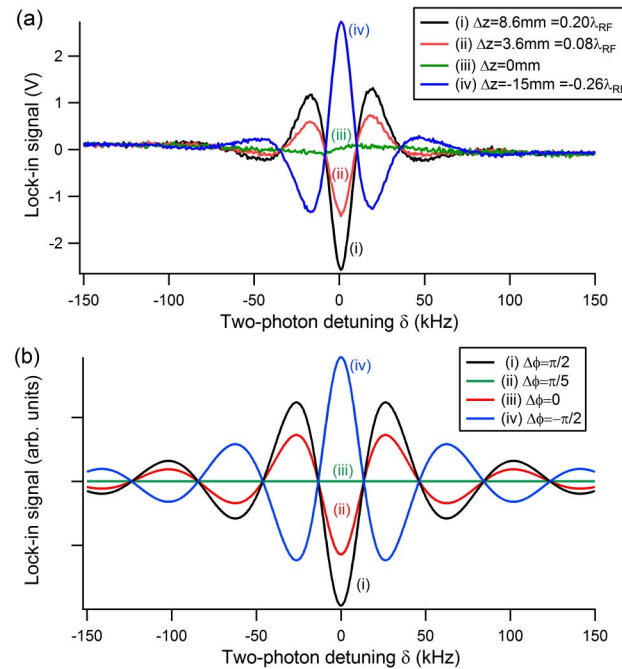 (a)
(i) Δz=8.6mm =0.20λRF
(ii) Δz=3.6mm =0.08λRF
(iii) Δz=0mm
(iv) Δz=-15mm =-0.26λRF
(iv)
(iii)
(ii)
(i)
Lock-in signal (V)
2
1
0
-1
-2
-150 -100 -50 0 50 100 150
Two-photon detuning δ (kHz)
(b)
(i) Δϕ=π/2
(ii) Δϕ=π/5
(iii) Δϕ=0
(iv) Δϕ=−π/2
(iv)
(iii)
(ii)
(i)
Lock-in signal (arb. units)
-150 -100 -50 0 50 100 150
Two-photon detuning δ (kHz)